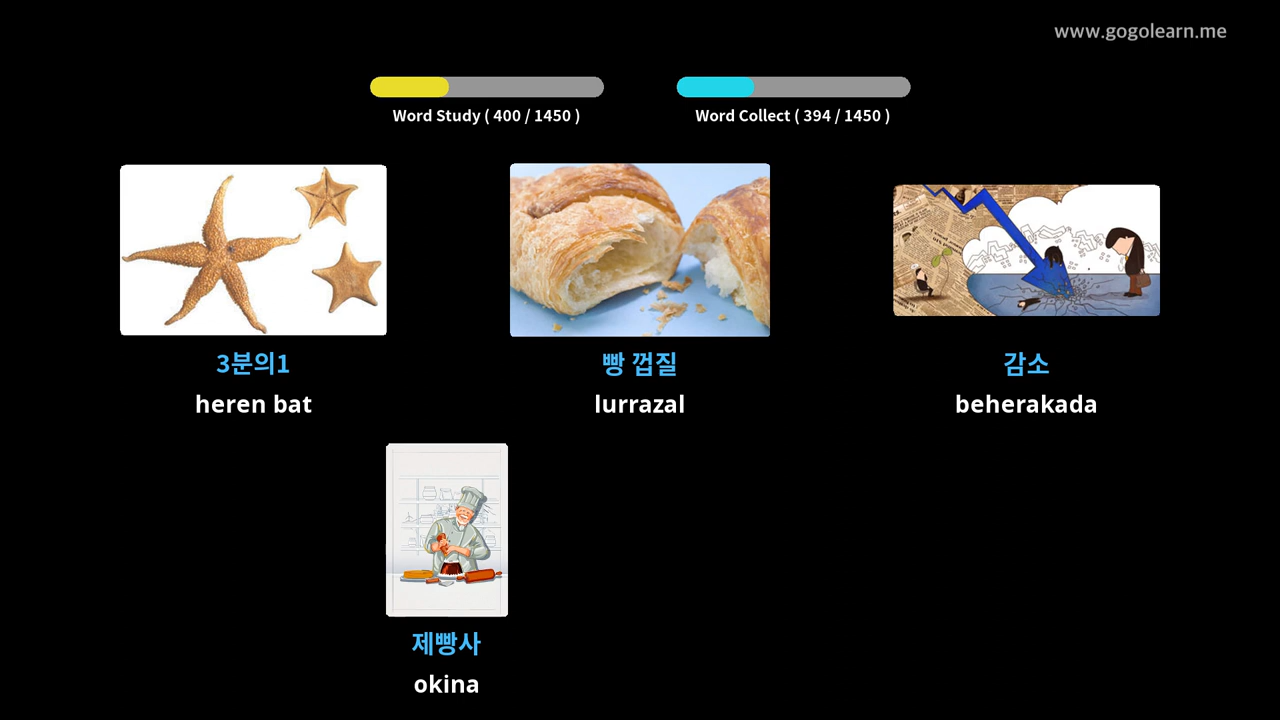 www.gogolearn.me
Word Study ( 400 / 1450 )
Word Collect ( 394 / 1450 )
3분의1
heren bat
빵 껍질
lurrazal
감소
beherakada
제빵사
okina